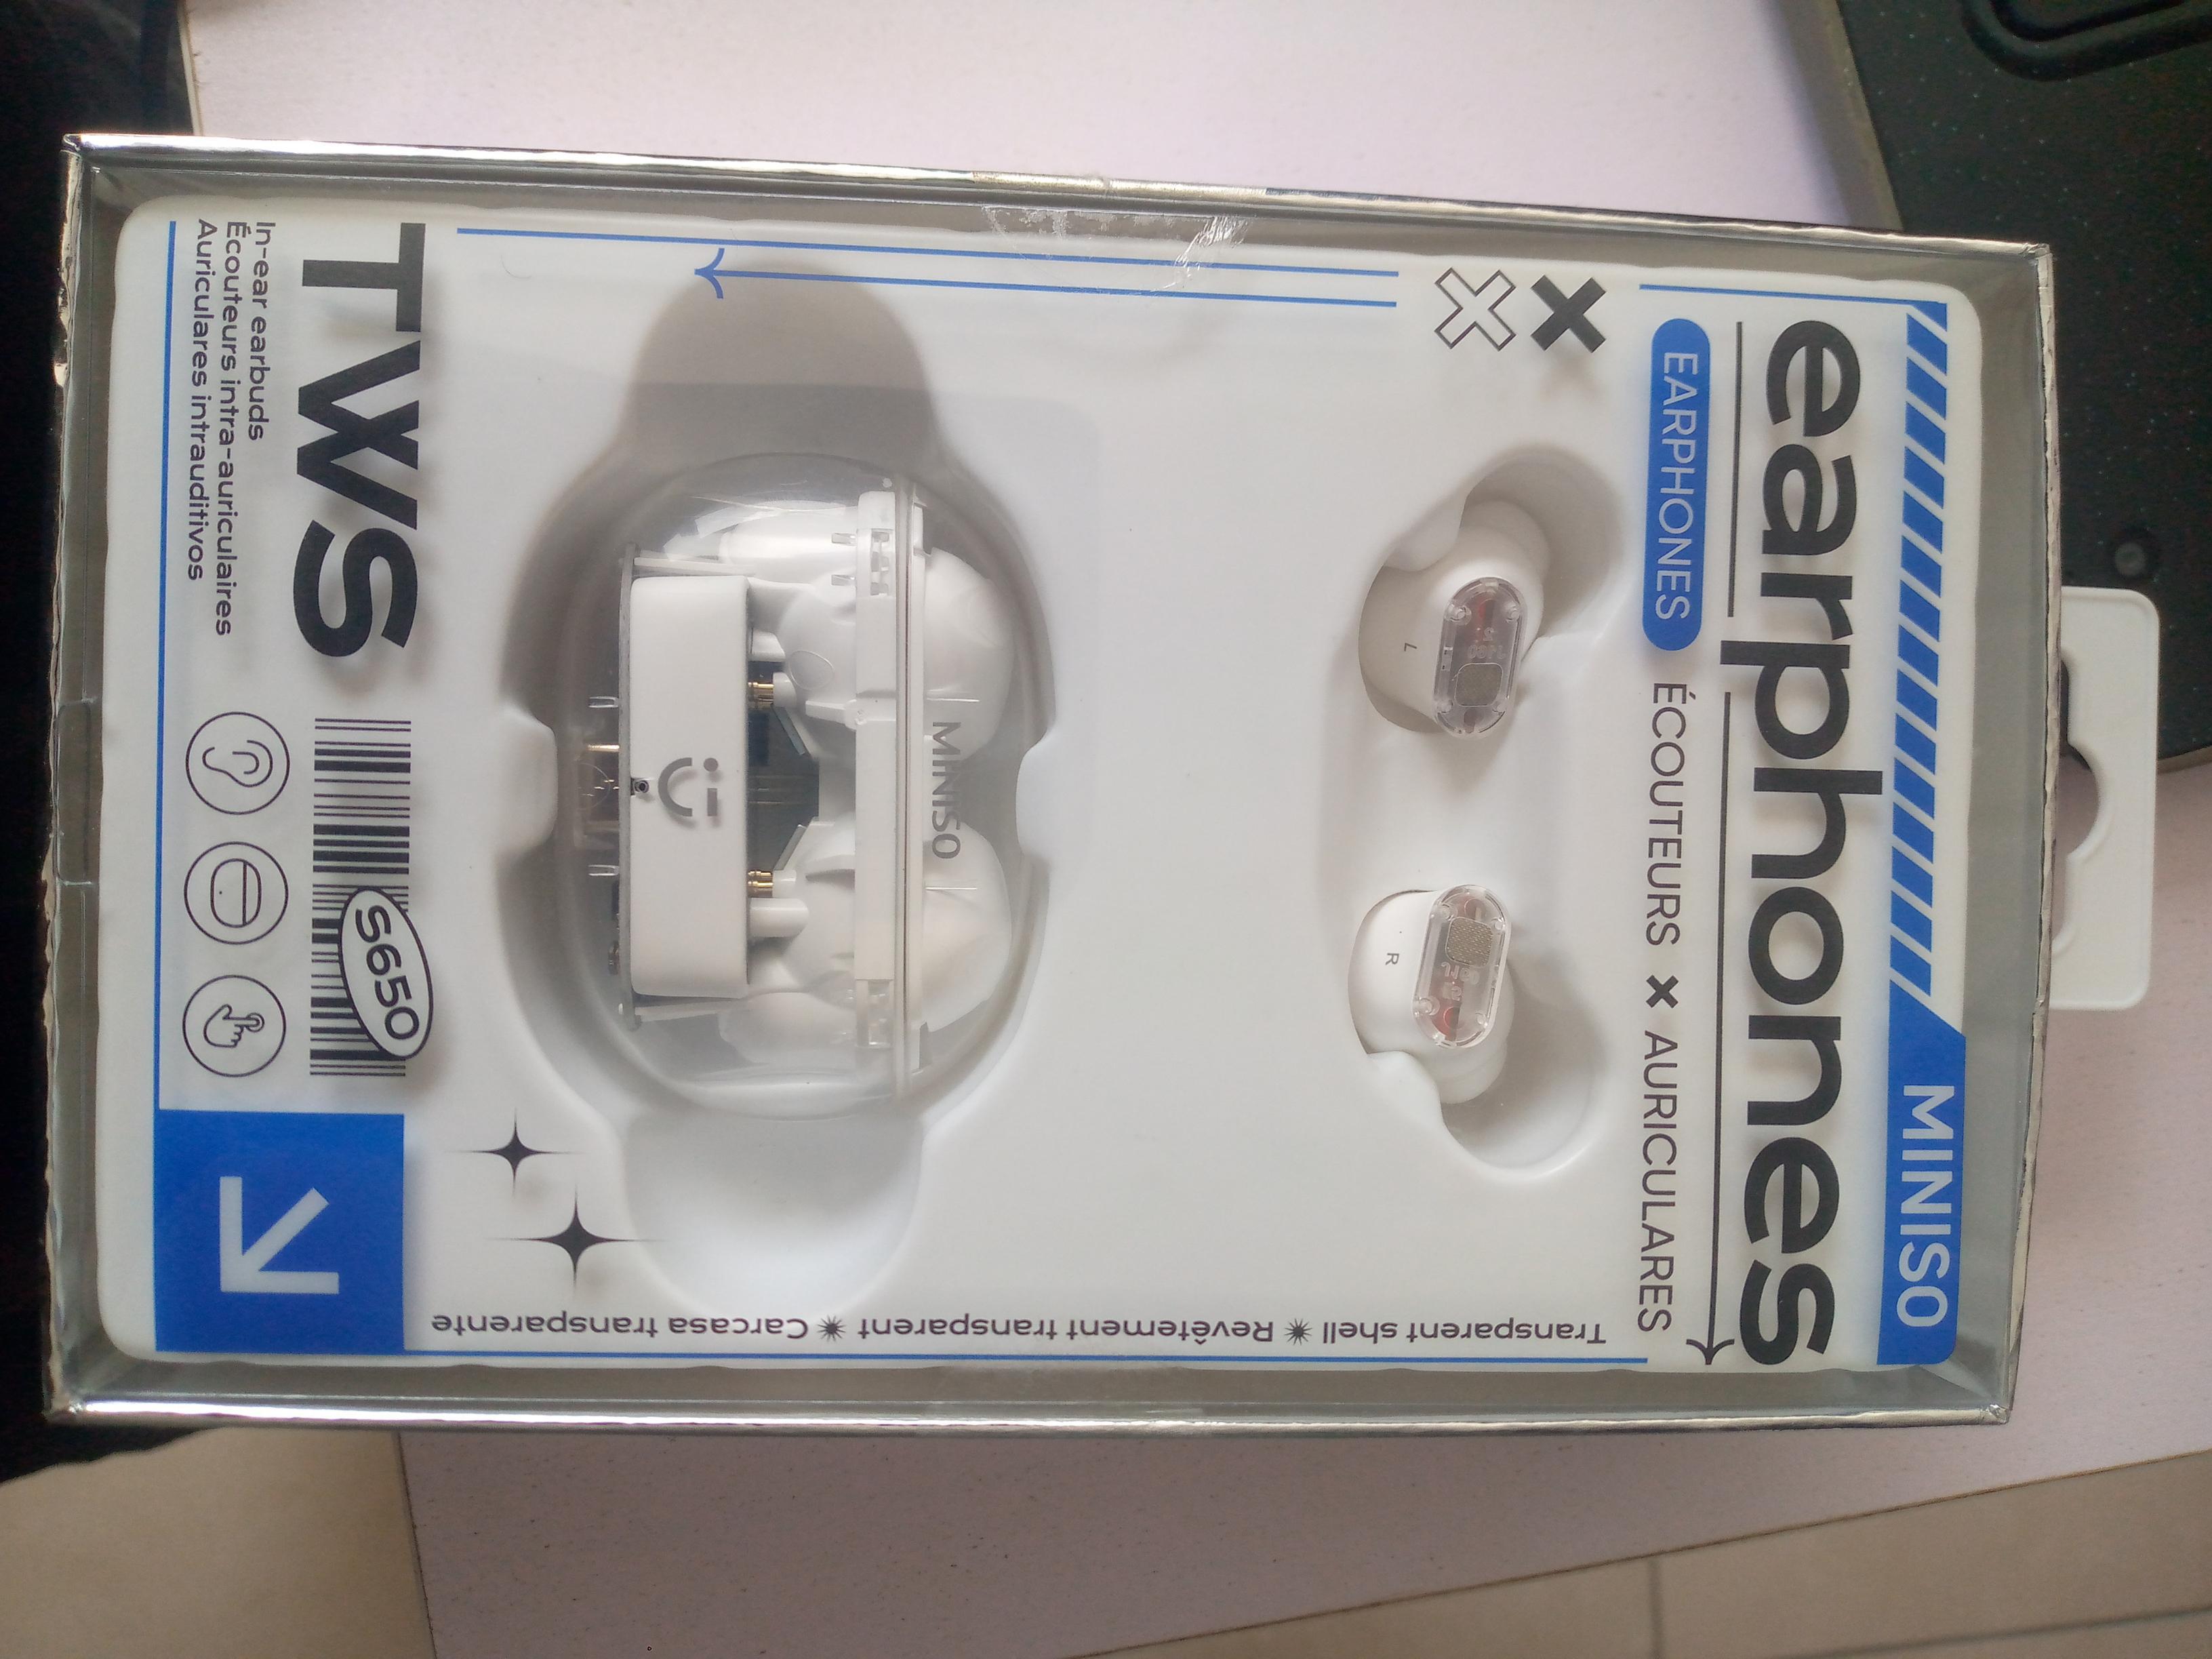 MINISO
earphones
EARPHONES ÉCOUTEURS × AURICULARES
L
R
MINISO
Transparent shell ✹ Revêtement transparent ✹ Carcasa transparente
TWS
S650
In-ear earbuds
Écouteurs intra-auriculaires
Auriculares intrauditivos